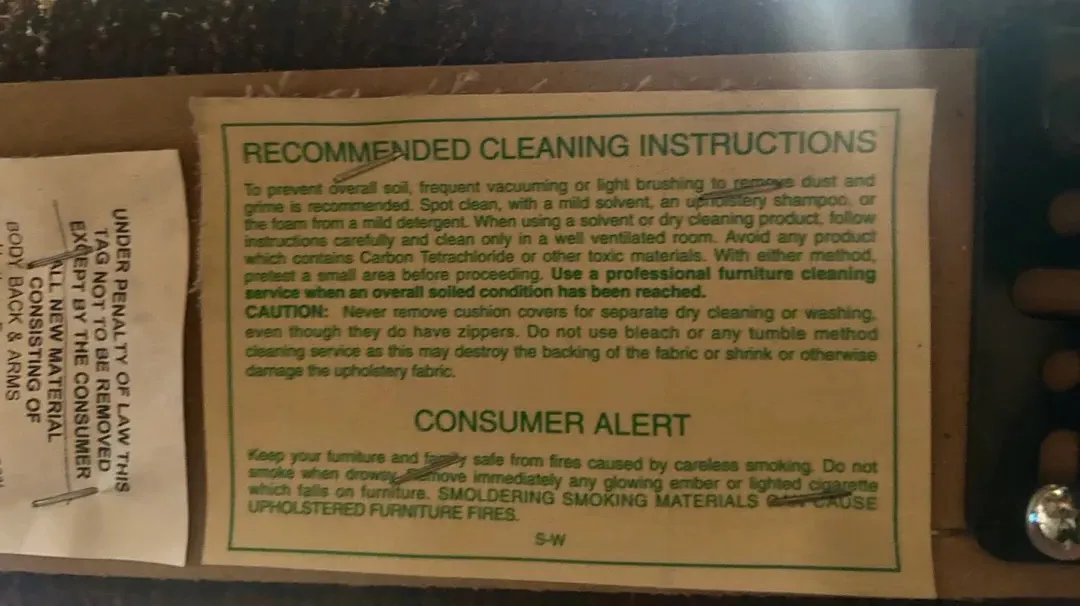 RECOMMENDED CLEANING INSTRUCTIONS
To prevent overall soil, frequent vacuuming or light brushing to remove dust and
grime is recommended. Spot clean, with a mild solvent, an upholstery shampoo, or
the foam from a mild detergent. When using a solvent or dry cleaning product, follow
instructions carefully and clean only in a well ventilated room. Avoid any product
which contains Carbon Tetrachloride or other toxic materials. With either method,
pretest a small area before proceeding. Use a professional furniture cleaning
service when an overall soiled condition has been reached.
CAUTION: Never remove cushion covers for separate dry cleaning or washing,
even though they do have zippers. Do not use bleach or any tumble method
cleaning service as this may destroy the backing of the fabric or shrink or otherwise
damage the upholstery fabric.
CONSUMER ALERT
Keep your furniture and family safe from fires caused by careless smoking. Do not
smoke when drowsy. Remove immediately any glowing ember or lighted cigarette
which falls on furniture. SMOLDERING SMOKING MATERIALS CAUSE
UPHOLSTERED FURNITURE FIRES.
S-W
UNDER PENALTY OF LAW THIS
TAG NOT TO BE REMOVED
EXCEPT BY THE CONSUMER
ALL NEW MATERIAL
CONSISTING OF
BODY BACK & ARMS